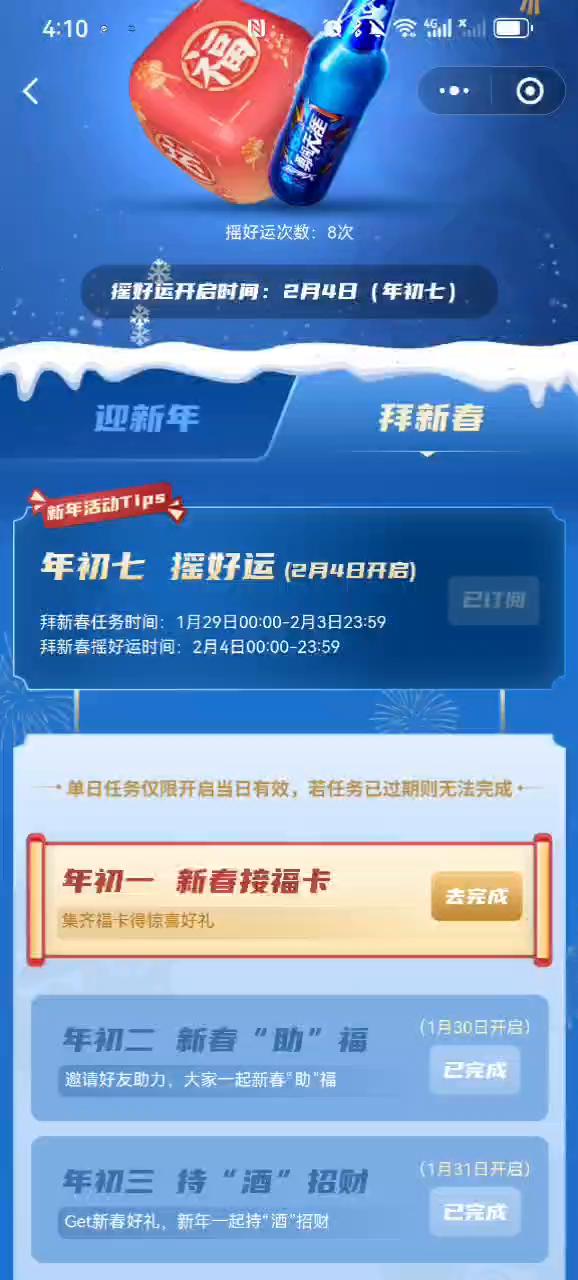 4:10
4G
福
勇闯天涯
摇好运次数：8次
摇好运开启时间：2月4日（年初七）
迎新年
拜新春
新年活动Tips
年初七 摇好运(2月4日开启)
已订阅
拜新春任务时间：1月29日00:00-2月3日23:59
拜新春摇好运时间：2月4日00:00-23:59
单日任务仅限开启当日有效，若任务已过期则无法完成
年初一 新春接福卡
去完成
集齐福卡得惊喜好礼
年初二 新春“助”福
（1月30日开启）
已完成
邀请好友助力，大家一起新春“助”福
年初三 持“酒”招财
（1月31日开启）
已完成
Get新春好礼，新年一起持“酒”招财